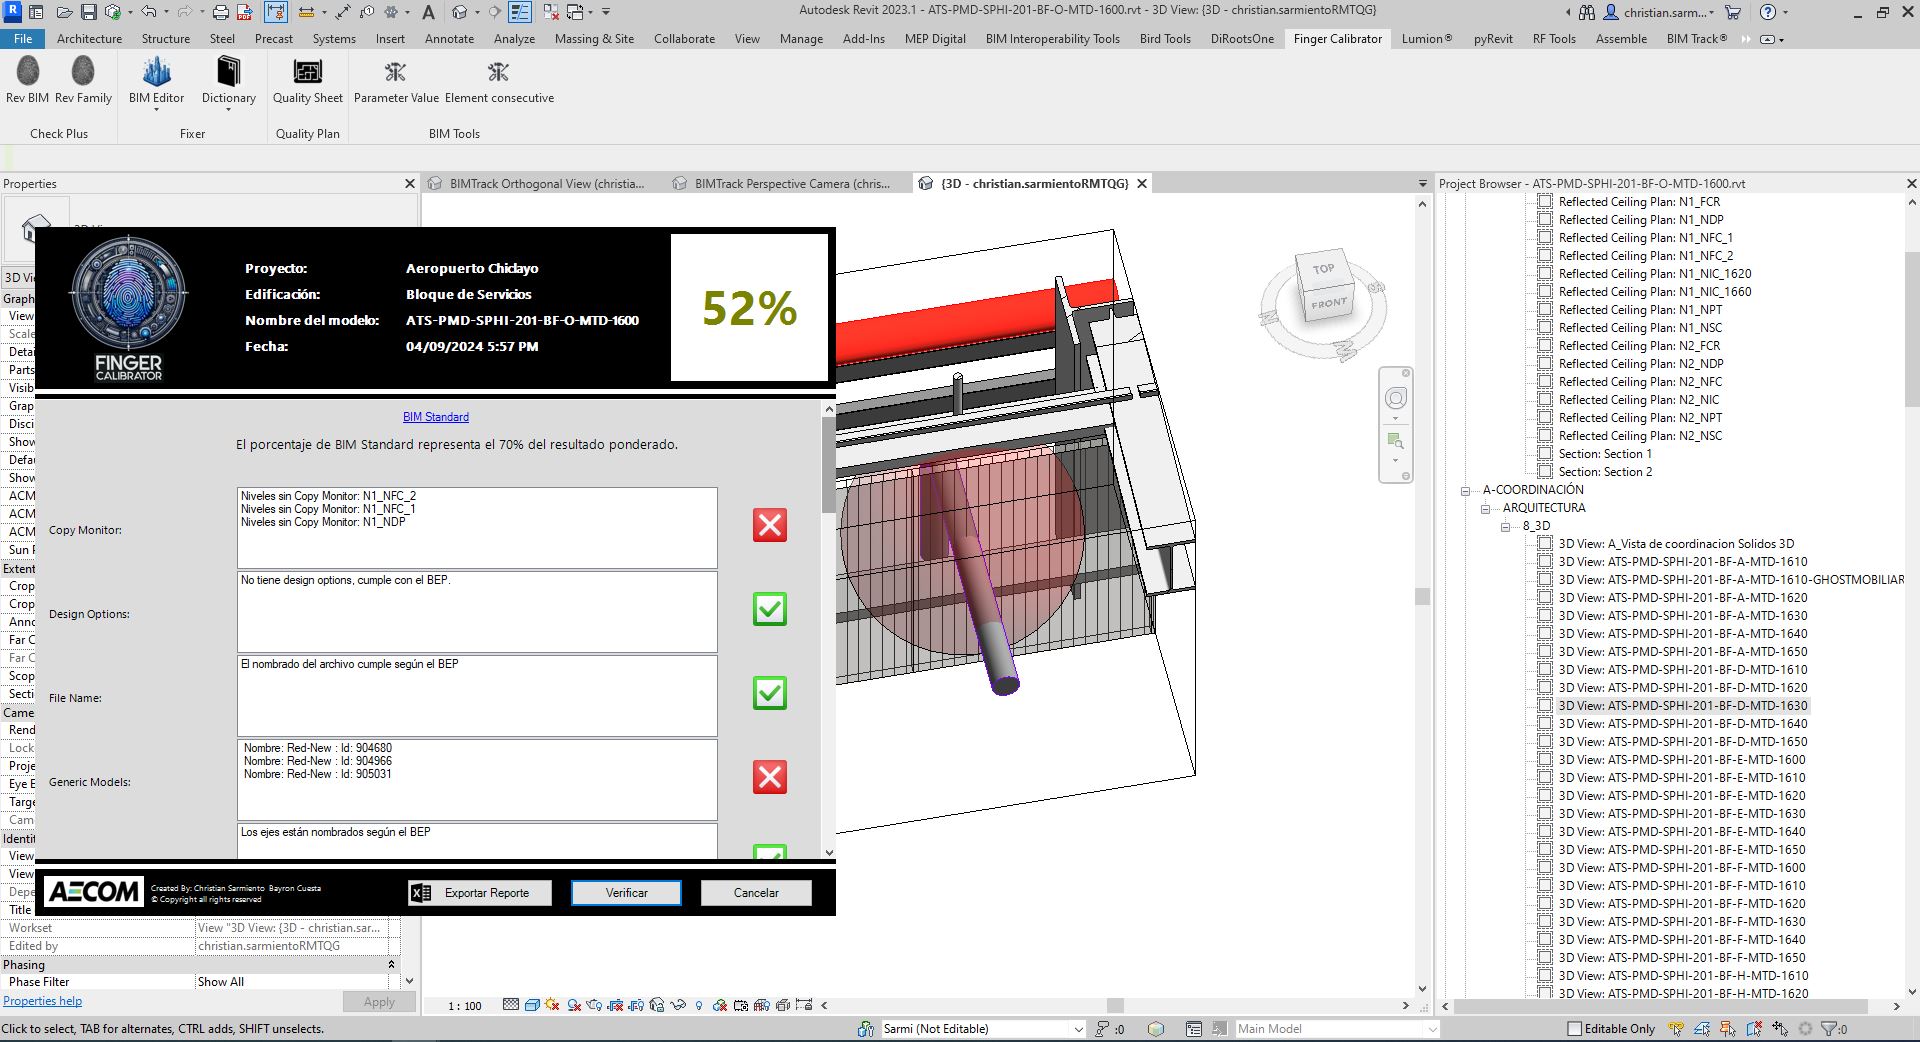 Autodesk Revit 2023.1 - ATS-PMD-SPHI-201-BF-O-MTD-1600.rvt - 3D View: {3D - christian.sarmientoRMTQG}
christian.sarm...
File Architecture Structure Steel Precast Systems Insert Annotate Analyze Massing & Site Collaborate View Manage Add-Ins MEP Digital BIM Interoperability Tools Bird Tools DiRootsOne Finger Calibrator Lumion® pyRevit RF Tools Assemble BIM Track®
Rev BIM Rev Family BIM Editor Dictionary Quality Sheet Parameter Value Element consecutive
Check Plus Fixer Quality Plan BIM Tools
Properties
BIMTrack Orthogonal View (christia...
BIMTrack Perspective Camera (chris...
{3D - christian.sarmientoRMTQG}
Project Browser - ATS-PMD-SPHI-201-BF-O-MTD-1600.rvt
3D Vi
Graph
View
Scale
Detai
Parts
Visib
Grap
Disci
Show
Defau
Show
ACM
ACM
ACM
Sun P
Extent
Crop
Crop
Anno
Far C
Far C
Scop
Secti
Came
Rend
Lock
Proje
Eye E
Targe
Cam
Identit
View
View
Depe
Title
Workset View "3D View: {3D - christian.sar...
Edited by christian.sarmientoRMTQG
Phasing
Phase Filter Show All
Properties help Apply
FINGER
CALIBRATOR
Proyecto: Aeropuerto Chiclayo
Edificación: Bloque de Servicios
Nombre del modelo: ATS-PMD-SPHI-201-BF-O-MTD-1600
Fecha: 04/09/2024 5:57 PM
52%
BIM Standard
El porcentaje de BIM Standard representa el 70% del resultado ponderado.
Copy Monitor:
Niveles sin Copy Monitor: N1_NFC_2
Niveles sin Copy Monitor: N1_NFC_1
Niveles sin Copy Monitor: N1_NDP
Design Options:
No tiene design options, cumple con el BEP.
File Name:
El nombrado del archivo cumple según el BEP
Generic Models:
Nombre: Red-New : Id: 904680
Nombre: Red-New : Id: 904966
Nombre: Red-New : Id: 905031
Los ejes están nombrados según el BEP
AECOM
Created By: Christian Sarmiento Bayron Cuesta
© Copyright all rights reserved
Exportar Reporte Verificar Cancelar
TOP
FRONT
Reflected Ceiling Plan: N1_FCR
Reflected Ceiling Plan: N1_NDP
Reflected Ceiling Plan: N1_NFC_1
Reflected Ceiling Plan: N1_NFC_2
Reflected Ceiling Plan: N1_NIC_1620
Reflected Ceiling Plan: N1_NIC_1660
Reflected Ceiling Plan: N1_NPT
Reflected Ceiling Plan: N1_NSC
Reflected Ceiling Plan: N2_FCR
Reflected Ceiling Plan: N2_NDP
Reflected Ceiling Plan: N2_NFC
Reflected Ceiling Plan: N2_NIC
Reflected Ceiling Plan: N2_NPT
Reflected Ceiling Plan: N2_NSC
Section: Section 1
Section: Section 2
A-COORDINACIÓN
ARQUITECTURA
8_3D
3D View: A_Vista de coordinacion Solidos 3D
3D View: ATS-PMD-SPHI-201-BF-A-MTD-1610
3D View: ATS-PMD-SPHI-201-BF-A-MTD-1610-GHOSTMOBILIAR
3D View: ATS-PMD-SPHI-201-BF-A-MTD-1620
3D View: ATS-PMD-SPHI-201-BF-A-MTD-1630
3D View: ATS-PMD-SPHI-201-BF-A-MTD-1640
3D View: ATS-PMD-SPHI-201-BF-A-MTD-1650
3D View: ATS-PMD-SPHI-201-BF-D-MTD-1610
3D View: ATS-PMD-SPHI-201-BF-D-MTD-1620
3D View: ATS-PMD-SPHI-201-BF-D-MTD-1630
3D View: ATS-PMD-SPHI-201-BF-D-MTD-1640
3D View: ATS-PMD-SPHI-201-BF-D-MTD-1650
3D View: ATS-PMD-SPHI-201-BF-E-MTD-1600
3D View: ATS-PMD-SPHI-201-BF-E-MTD-1610
3D View: ATS-PMD-SPHI-201-BF-E-MTD-1620
3D View: ATS-PMD-SPHI-201-BF-E-MTD-1630
3D View: ATS-PMD-SPHI-201-BF-E-MTD-1640
3D View: ATS-PMD-SPHI-201-BF-E-MTD-1650
3D View: ATS-PMD-SPHI-201-BF-F-MTD-1600
3D View: ATS-PMD-SPHI-201-BF-F-MTD-1610
3D View: ATS-PMD-SPHI-201-BF-F-MTD-1620
3D View: ATS-PMD-SPHI-201-BF-F-MTD-1630
3D View: ATS-PMD-SPHI-201-BF-F-MTD-1640
3D View: ATS-PMD-SPHI-201-BF-F-MTD-1650
3D View: ATS-PMD-SPHI-201-BF-H-MTD-1610
3D View: ATS-PMD-SPHI-201-BF-H-MTD-1620
1 : 100
Click to select, TAB for alternates, CTRL adds, SHIFT unselects.
Sarmi (Not Editable) :0 Main Model Editable Only :0